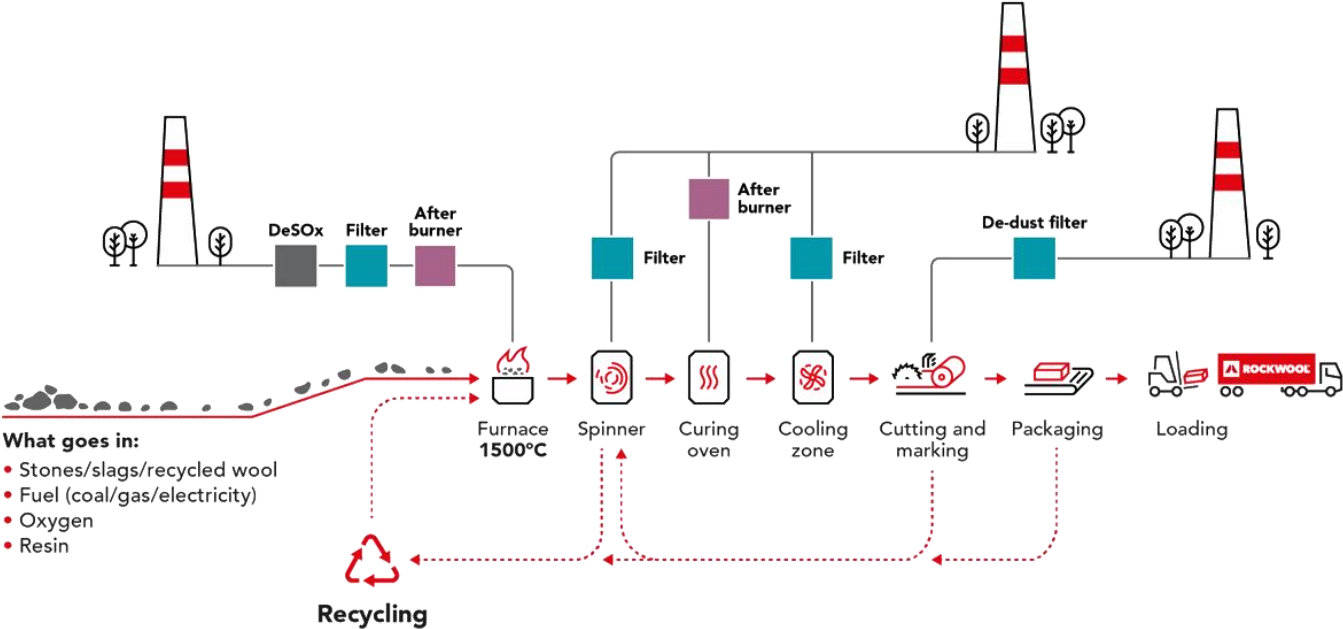 DeSOx
Filter
After
burner
Filter
After
burner
Filter
De-dust filter
ROCKWOOL
What goes in:
• Stones/slags/recycled wool
• Fuel (coal/gas/electricity)
• Oxygen
• Resin
Furnace
1500°C
Spinner
Curing
oven
Cooling
zone
Cutting and
marking
Packaging
Loading
Recycling